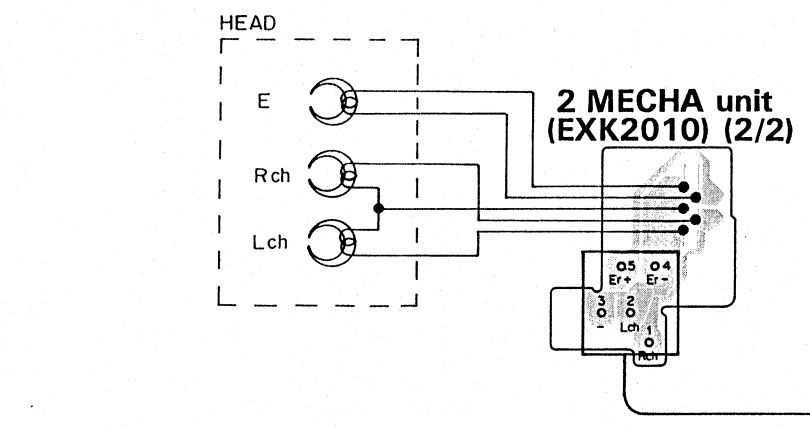 HEAD
E
2 MECHA unit
(EXK2010) (2/2)
Rch
Lch
5 4
Er+ Er-
3 2
- Lch 1
Rch